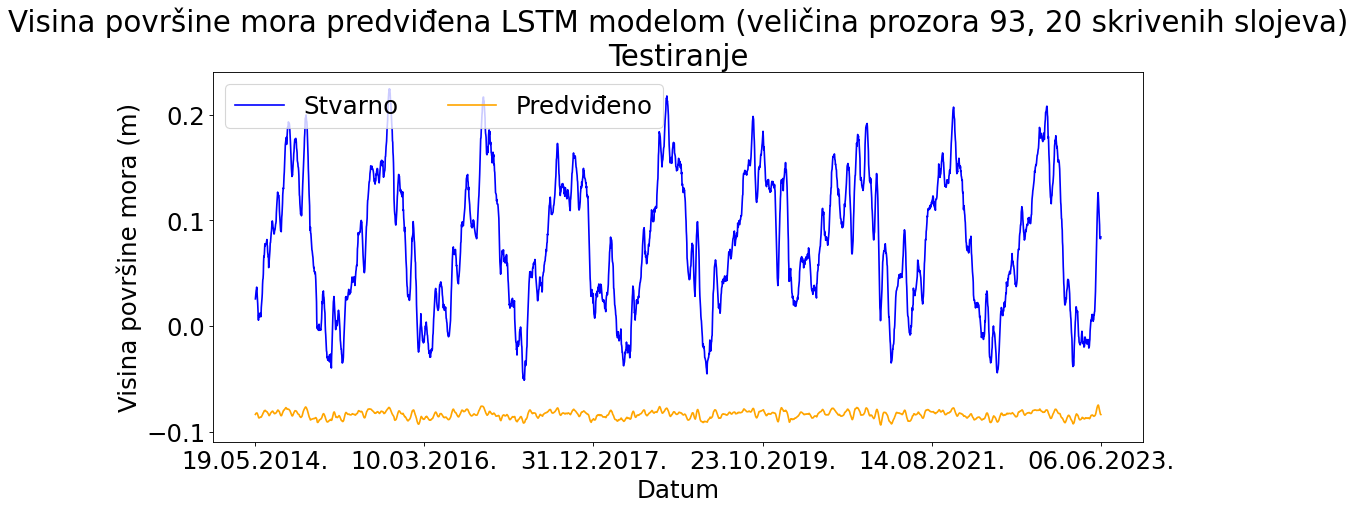 Visina površine mora predviđena LSTM modelom (veličina prozora 93, 20 skrivenih slojeva)
Testiranje
Stvarno Predviđeno
Visina površine mora (m)
0.2
0.1
0.0
−0.1
19.05.2014. 10.03.2016. 31.12.2017. 23.10.2019. 14.08.2021. 06.06.2023.
Datum